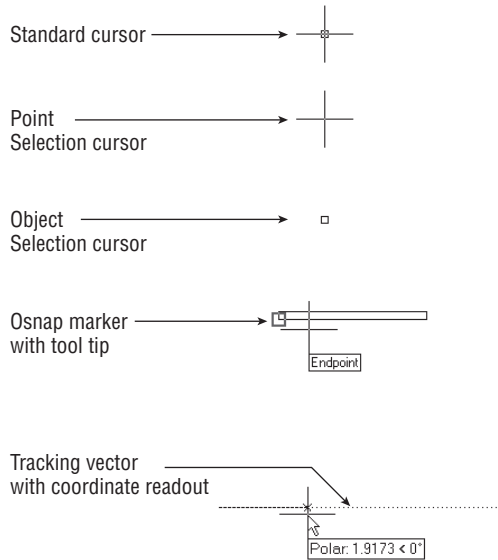 Standard cursor
Point
Selection cursor
Object
Selection cursor
Osnap marker
with tool tip
Endpoint
Tracking vector
with coordinate readout
Polar: 1.9173 < 0°